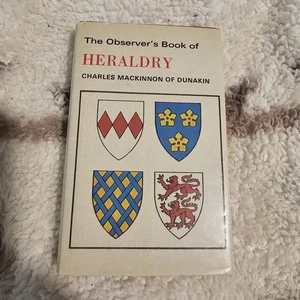 The Observer's Book of
HERALDRY
CHARLES MACKINNON OF DUNAKIN